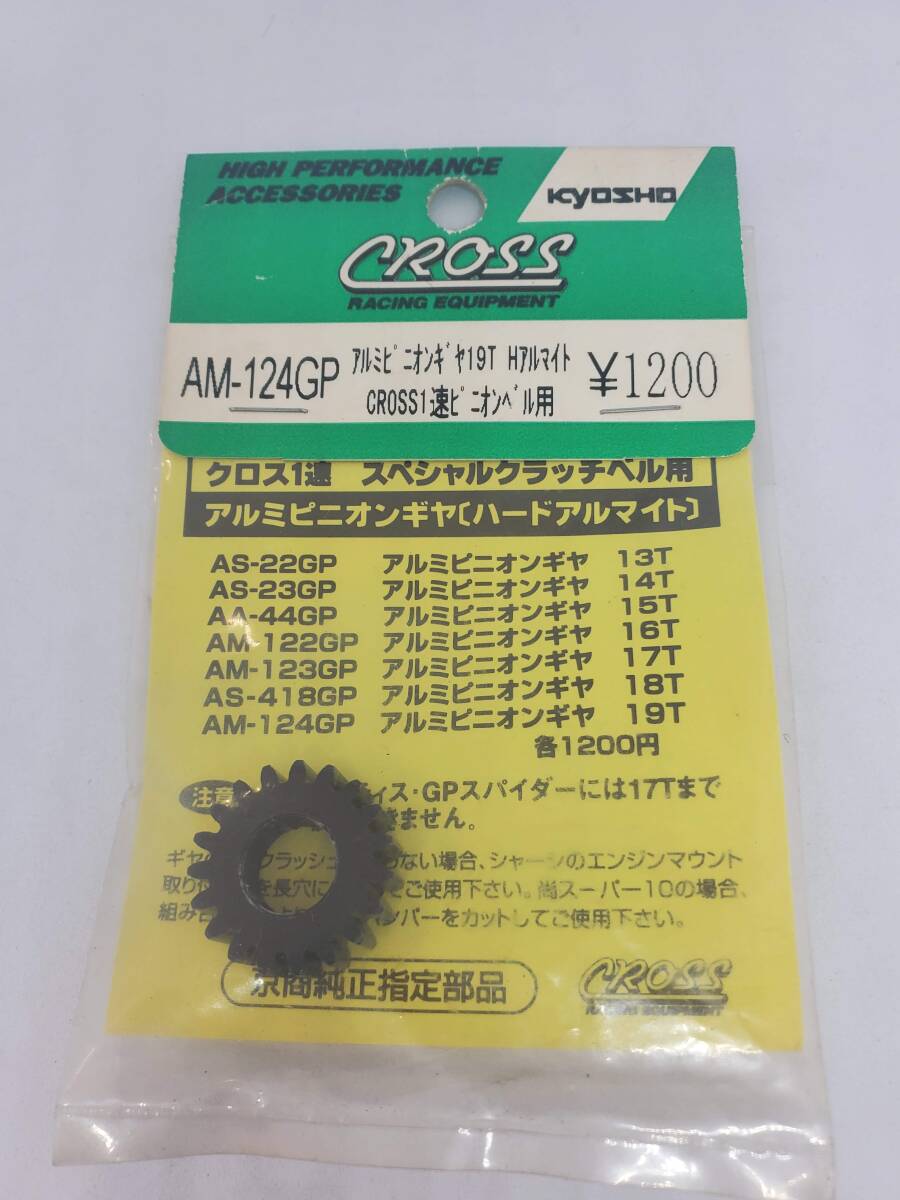 HIGH PERFORMANCE
ACCESSORIES
KYOSHO
CROSS
RACING EQUIPMENT
AM-124GP
アルミピニオンギヤ19T Hアルマイト
CROSS1速ピニオンベル用
¥1200
クロス1速 スペシャルクラッチベル用
アルミピニオンギヤ〔ハードアルマイト〕
AS-22GP アルミピニオンギヤ 13T
AS-23GP アルミピニオンギヤ 14T
AA-44GP アルミピニオンギヤ 15T
AM-122GP アルミピニオンギヤ 16T
AM-123GP アルミピニオンギヤ 17T
AS-418GP アルミピニオンギヤ 18T
AM-124GP アルミピニオンギヤ 19T
各1200円
注意 ィス・GPスパイダーには17Tまで
きません。
ギヤ クラッシュ ない場合、シャーシのエンジンマウント
取り を長穴に てご使用下さい。尚スーパー10の場合、
組み ンパーをカットしてご使用下さい。
京商純正指定部品
CROSS
RACING EQUIPMENT